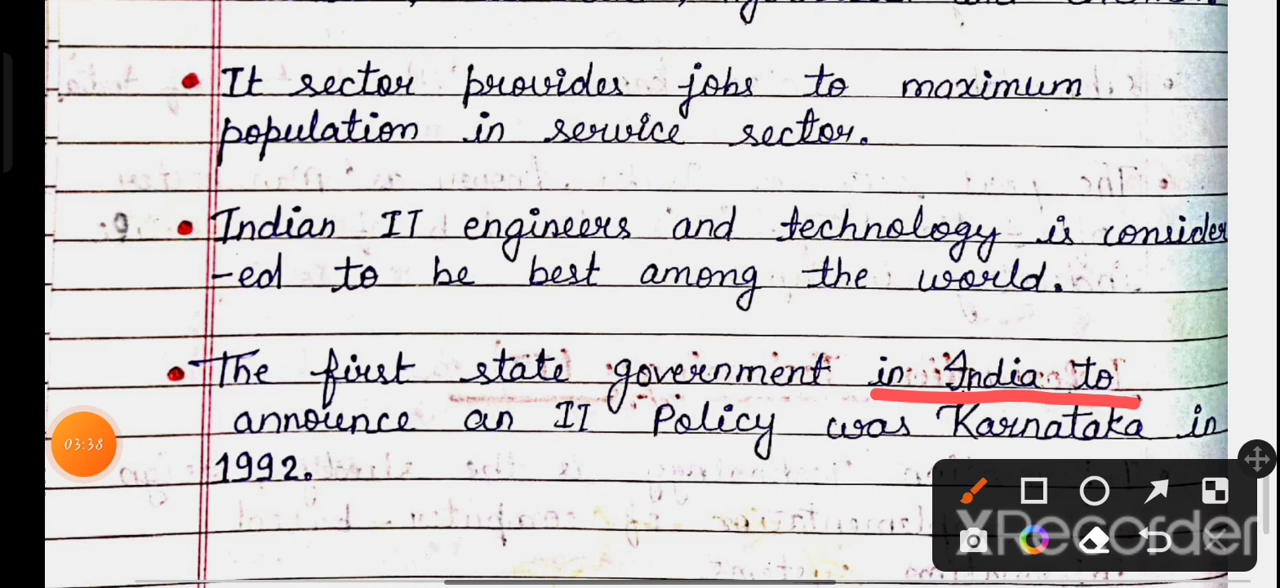 • It sector provides jobs to maximum
population in service sector.
• Indian IT engineers and technology is consider
-ed to be best among the world.
• The first state government in India to
announce an IT Policy was Karnataka in
1992.
03:38
XRecorder